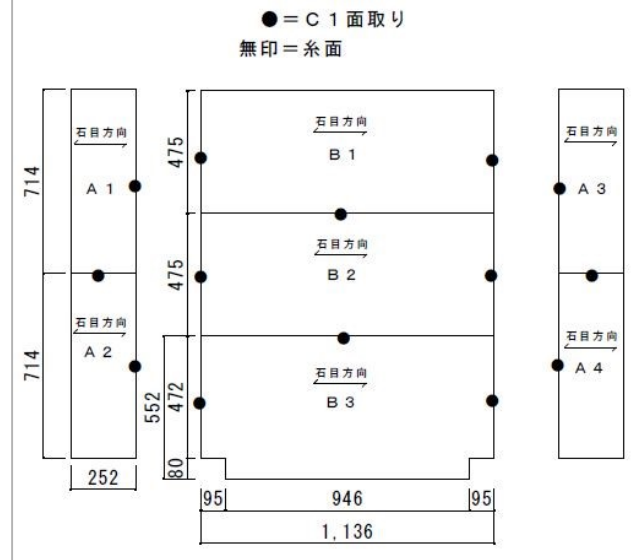 ●=C1面取り
無印=糸面
石目方向
A1
714
石目方向
A2
714
252
475
石目方向
B1
475
石目方向
B2
552
472
80
石目方向
B3
95
946
95
1,136
石目方向
A3
石目方向
A4